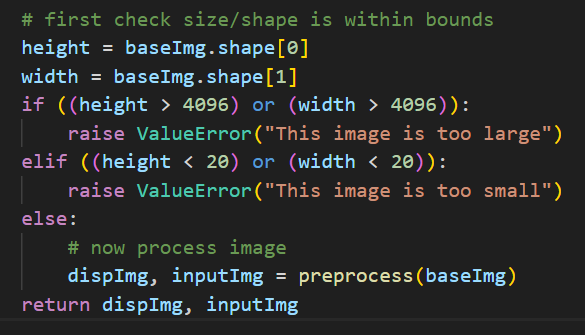 # first check size/shape is within bounds
height = baseImg.shape[0]
width = baseImg.shape[1]
if ((height > 4096) or (width > 4096)):
    raise ValueError("This image is too large")
elif ((height < 20) or (width < 20)):
    raise ValueError("This image is too small")
else:
    # now process image
    dispImg, inputImg = preprocess(baseImg)
return dispImg, inputImg